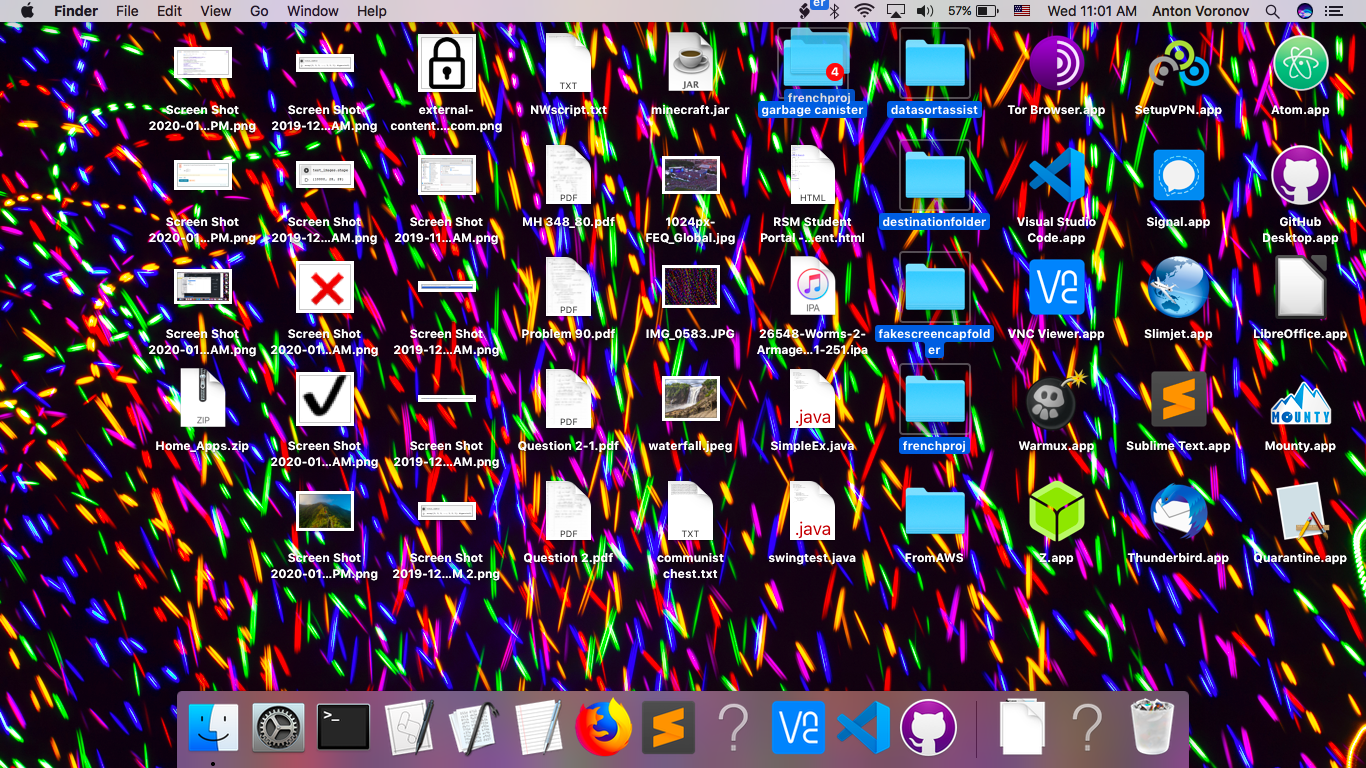 Finder File Edit View Go Window Help
er
57%
Wed 11:01 AM Anton Voronov
Screen Shot
2020-01...PM.png
Screen Shot
2019-12...AM.png
external-
content....com.png
TXT
NWscript.txt
JAR
minecraft.jar
4
frenchproj
garbage canister
datasortassist
Tor Browser.app
SetupVPN.app
Atom.app
Screen Shot
2020-01...PM.png
Screen Shot
2019-12...AM.png
Screen Shot
2019-11...AM.png
PDF
MH 348_80.pdf
1024px-
FEQ_Global.jpg
HTML
RSM Student
Portal -...ent.html
destinationfolder
Visual Studio
Code.app
Signal.app
GitHub
Desktop.app
Screen Shot
2020-01...AM.png
Screen Shot
2020-01...AM.png
Screen Shot
2019-12...AM.png
PDF
Problem 90.pdf
IMG_0583.JPG
IPA
26548-Worms-2-
Armage...1-251.ipa
fakescreencapfold
er
VNC Viewer.app
Slimjet.app
LibreOffice.app
ZIP
Home_Apps.zip
Screen Shot
2020-01...AM.png
Screen Shot
2019-12...AM.png
PDF
Question 2-1.pdf
waterfall.jpeg
.java
SimpleEx.java
frenchproj
Warmux.app
Sublime Text.app
MOUNTY
Mounty.app
Screen Shot
2020-01...PM.png
Screen Shot
2019-12...M 2.png
PDF
Question 2.pdf
TXT
communist
chest.txt
.java
swingtest.java
FromAWS
Z.app
Thunderbird.app
Quarantine.app